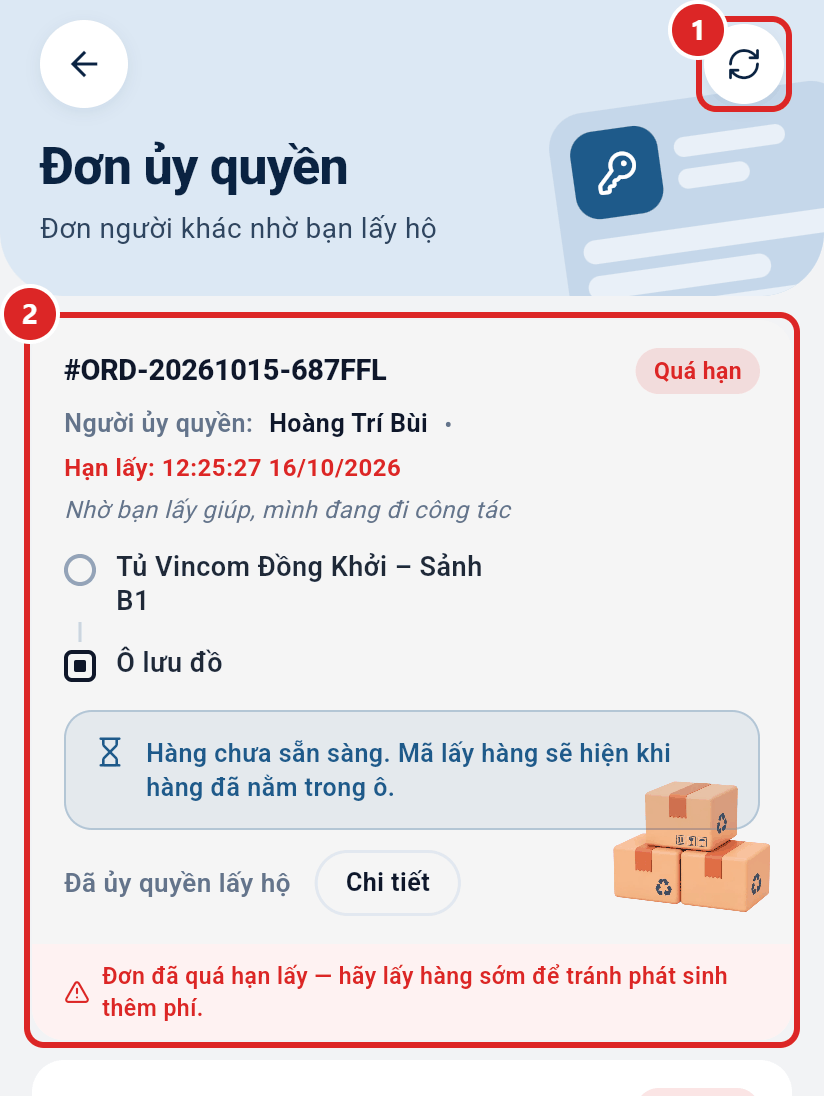 1
Đơn ủy quyền
Đơn người khác nhờ bạn lấy hộ
2
#ORD-20261015-687FFL
Quá hạn
Người ủy quyền: Hoàng Trí Bùi •
Hạn lấy: 12:25:27 16/10/2026
Nhờ bạn lấy giúp, mình đang đi công tác
Tủ Vincom Đồng Khởi – Sảnh
B1
Ô lưu đồ
Hàng chưa sẵn sàng. Mã lấy hàng sẽ hiện khi
hàng đã nằm trong ô.
Đã ủy quyền lấy hộ
Chi tiết
Đơn đã quá hạn lấy — hãy lấy hàng sớm để tránh phát sinh
thêm phí.